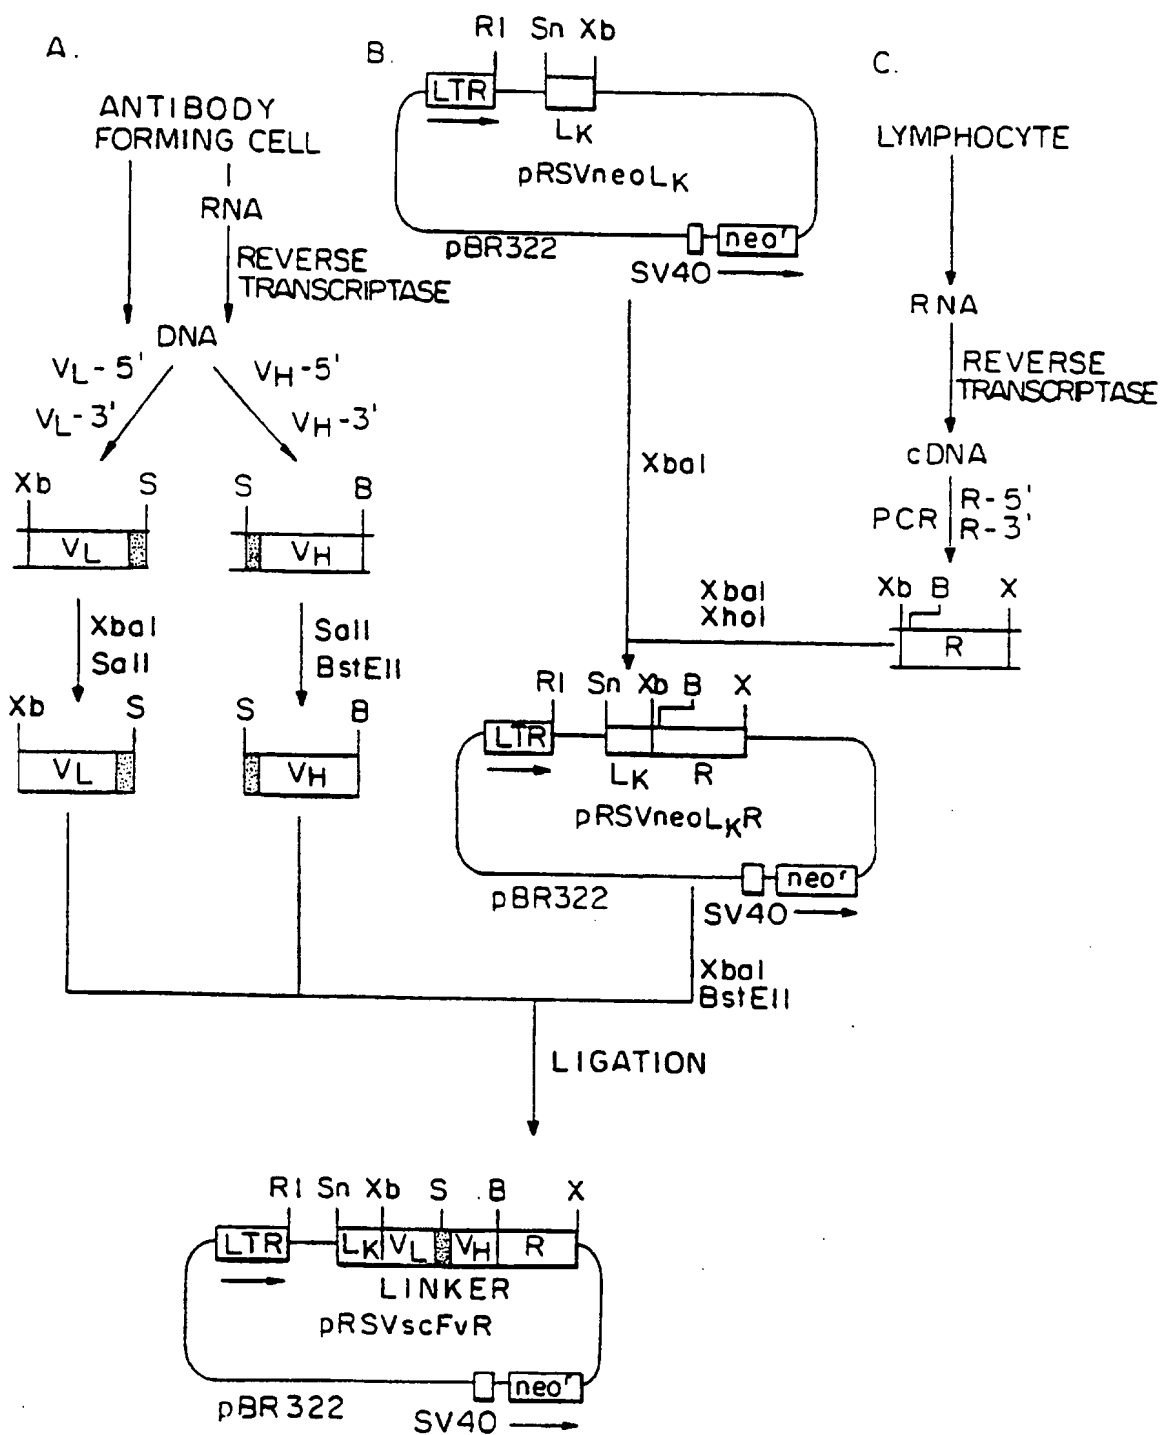 A.
ANTIBODY
FORMING CELL
RNA
REVERSE
TRANSCRIPTASE
DNA
VL-5'
VL-3'
VH-5'
VH-3'
Xb S
VL
S B
VH
XbaI
SalI
SalI
BstEII
Xb S
VL
S B
VH
B.
RI Sn Xb
LTR
LK
pRSVneoLK
pBR322
SV40
neor
XbaI
C.
LYMPHOCYTE
RNA
REVERSE
TRANSCRIPTASE
cDNA
PCR
R-5'
R-3'
Xb B X
R
XbaI
XhoI
RI Sn Xb B X
LTR
LK R
pRSVneoLKR
pBR322
SV40
neor
XbaI
BstEII
LIGATION
RI Sn Xb S B X
LTR LK VL VH R
LINKER
pRSVscFvR
pBR322
SV40
neor